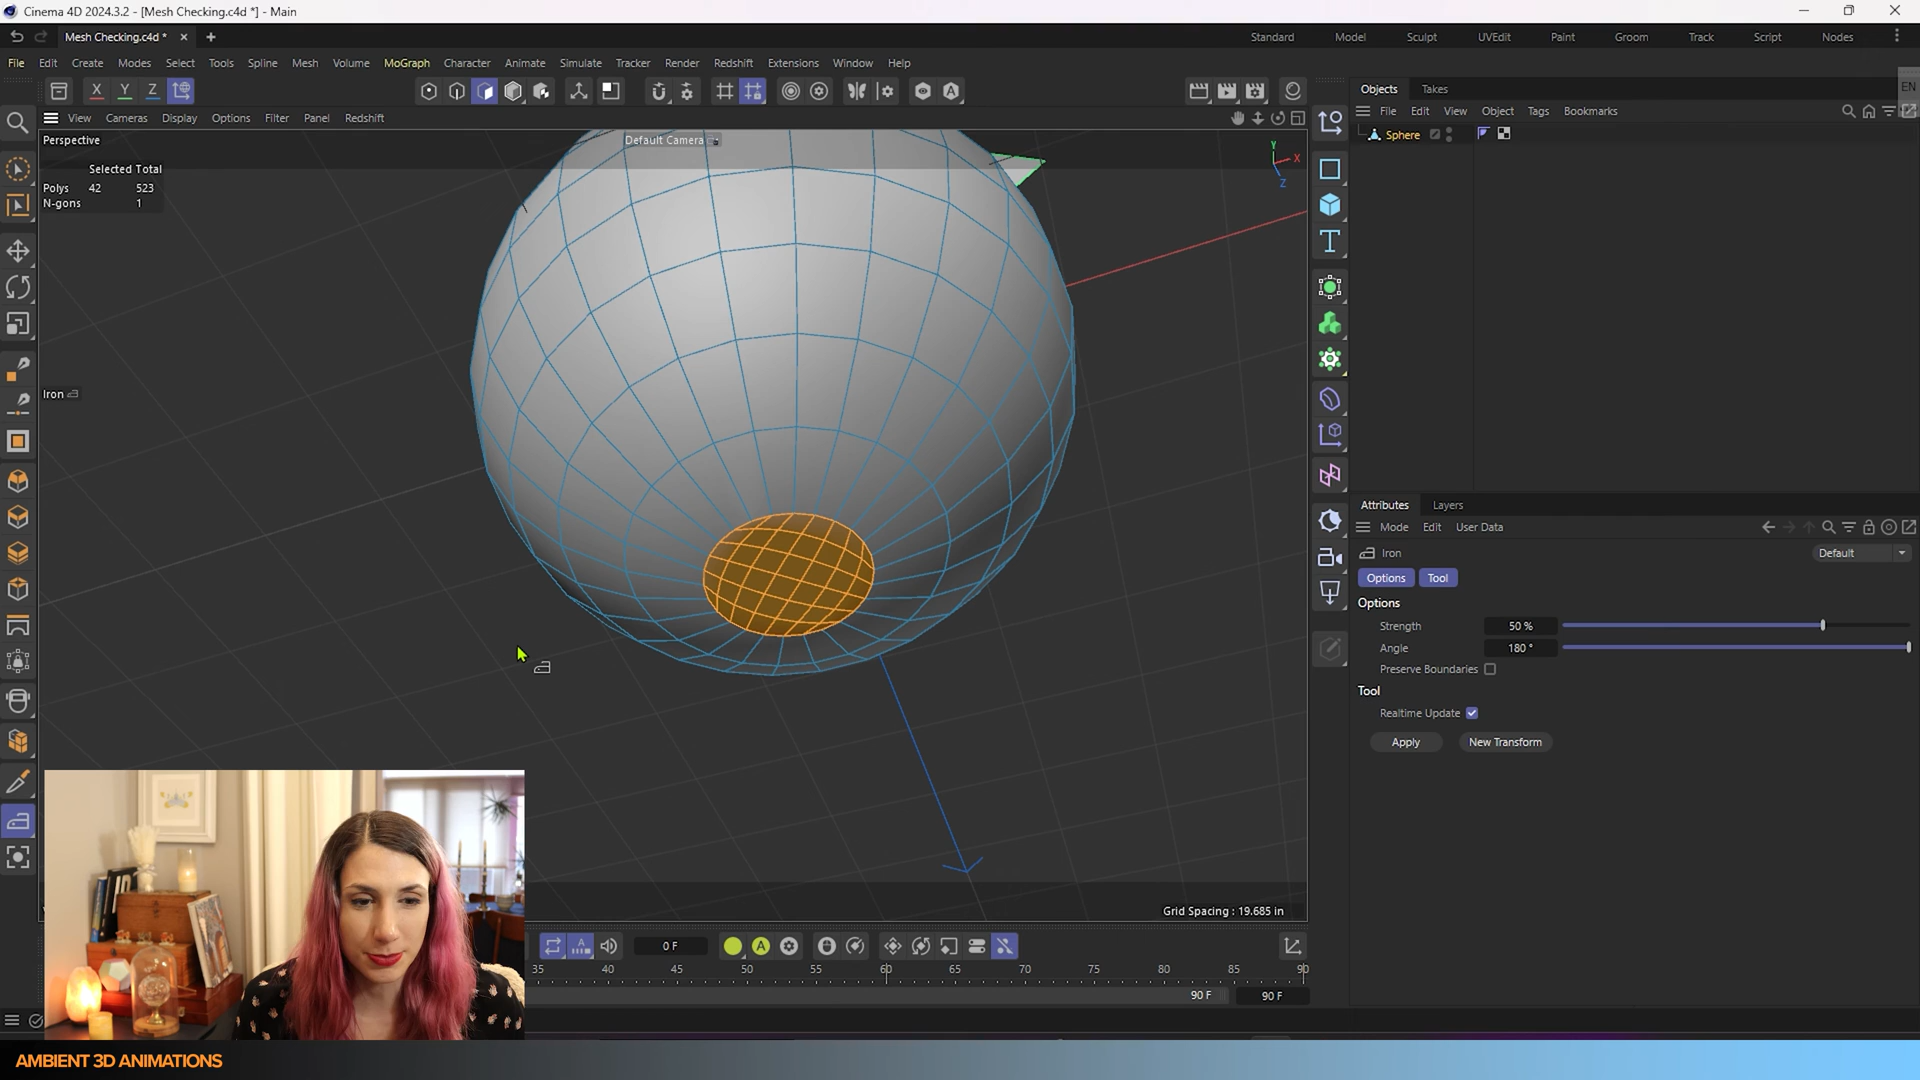 Cinema 4D 2024.3.2 - [Mesh Checking.c4d *] - Main
Mesh Checking.c4d *
Standard Model Sculpt UVEdit Paint Groom Track Script Nodes
File Edit Create Modes Select Tools Spline Mesh Volume MoGraph Character Animate Simulate Tracker Render Redshift Extensions Window Help
X Y Z
Objects Takes
EN
File Edit View Object Tags Bookmarks
View Cameras Display Options Filter Panel Redshift
Sphere
Perspective
Default Camera
Y
X
Z
Selected Total
Polys 42 523
N-gons 1
Iron
Attributes Layers
Mode Edit User Data
Iron
Default
Options Tool
Options
Strength 50 %
Angle 180 °
Preserve Boundaries
Tool
Realtime Update
Apply New Transform
Grid Spacing : 19.685 in
0 F
35 40 45 50 55 60 65 70 75 80 85 90
90 F 90 F
AMBIENT 3D ANIMATIONS